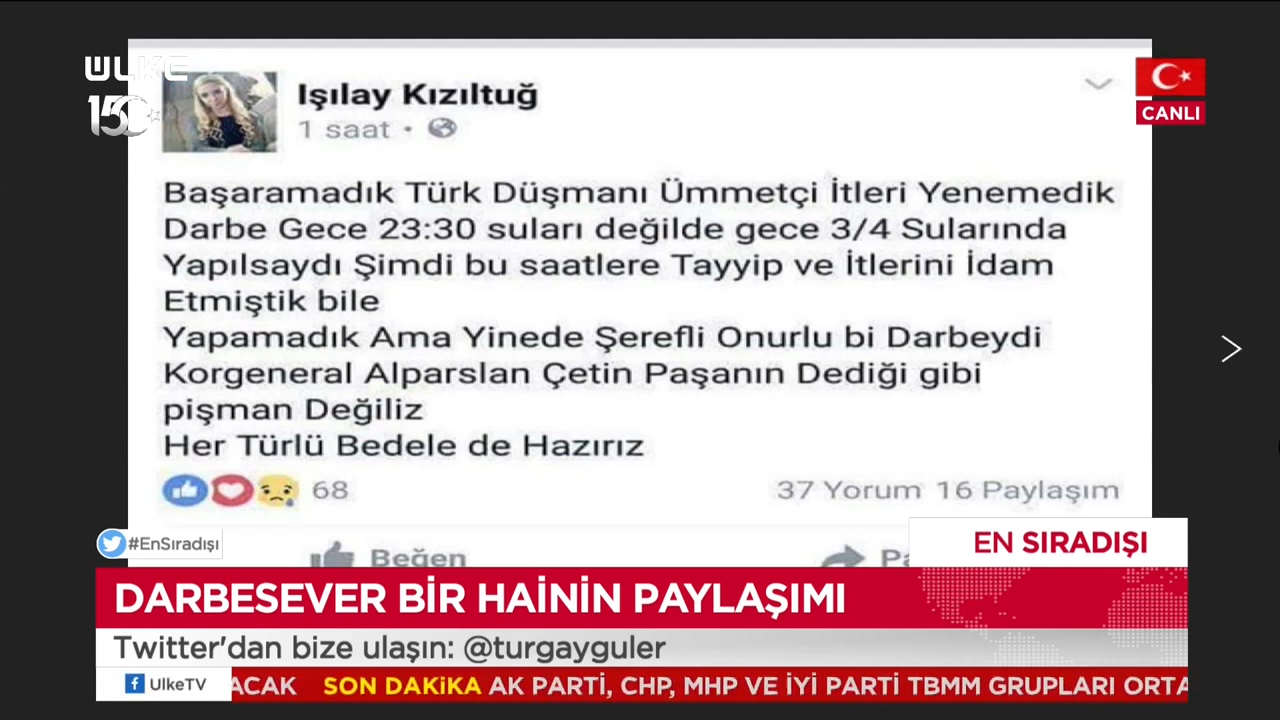 ÜLKE
15
CANLI
Işılay Kızıltuğ
1 saat
Başaramadık Türk Düşmanı Ümmetçi İtleri Yenemedik
Darbe Gece 23:30 suları değilde gece 3/4 Sularında
Yapılsaydı Şimdi bu saatlere Tayyip ve İtlerini İdam
Etmiştik bile
Yapamadık Ama Yinede Şerefli Onurlu bi Darbeydi
Korgeneral Alparslan Çetin Paşanın Dediği gibi
pişman Değiliz
Her Türlü Bedele de Hazırız
68
37 Yorum 16 Paylaşım
Beğen
#EnSıradışı
EN SIRADIŞI
DARBESEVER BİR HAİNİN PAYLAŞIMI
Twitter'dan bize ulaşın: @turgayguler
UlkeTV
SON DAKİKA AK PARTİ, CHP, MHP VE İYİ PARTİ TBMM GRUPLARI